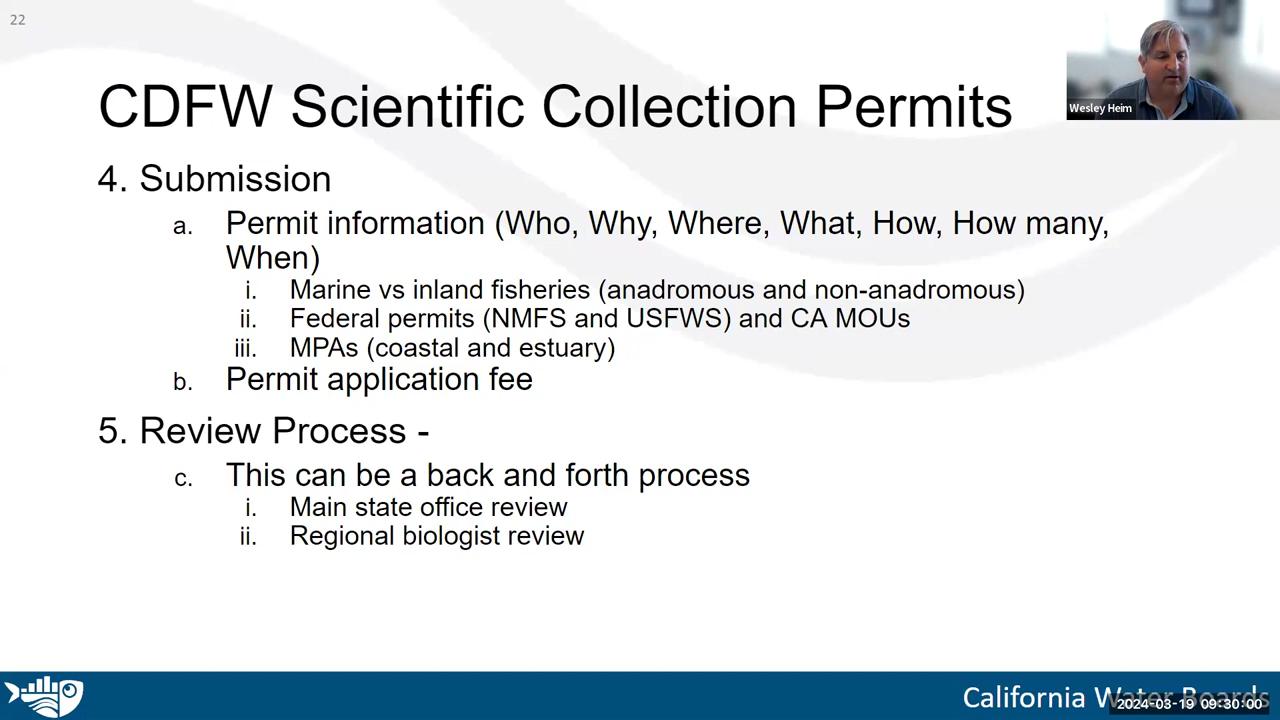 22
CDFW Scientific Collection Permits
Wesley Heim
4. Submission
a. Permit information (Who, Why, Where, What, How, How many,
When)
i. Marine vs inland fisheries (anadromous and non-anadromous)
ii. Federal permits (NMFS and USFWS) and CA MOUs
iii. MPAs (coastal and estuary)
b. Permit application fee
5. Review Process -
c. This can be a back and forth process
i. Main state office review
ii. Regional biologist review
California Water Boards
2024-03-19 09:30:00